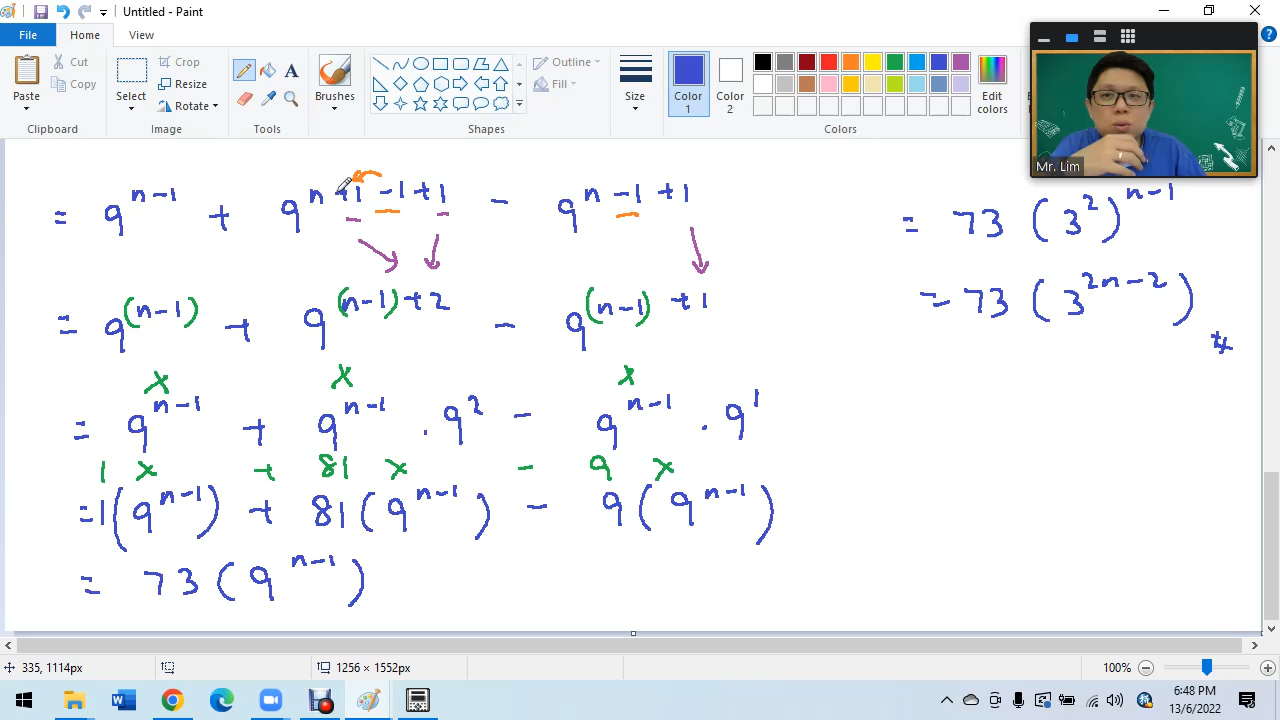 Untitled - Paint
File Home View
Paste Cut Copy Clipboard
Select Crop Resize Rotate Image
Tools
Brushes
Outline Fill Shapes
Size
Color 1 Color 2 Edit colors Colors
Mr. Lim
= 9^(n-1) + 9^(n+1-1+1) - 9^(n-1+1)
= 9^((n-1)) + 9^((n-1)+2) - 9^((n-1)+1)
x x x
= 9^(n-1) + 9^(n-1) . 9^2 - 9^(n-1) . 9^1
1 x + 81 x - 9 x
= 1(9^(n-1)) + 81(9^(n-1)) - 9(9^(n-1))
= 73(9^(n-1))
= 73(3^2)^(n-1)
= 73(3^(2n-2))
335, 1114px 1256 × 1552px 100%
6:48 PM
13/6/2022